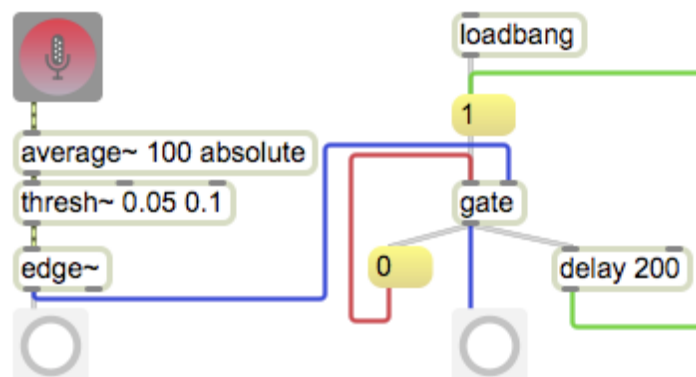 loadbang
1
average~ 100 absolute
thresh~ 0.05 0.1
gate
edge~
0
delay 200